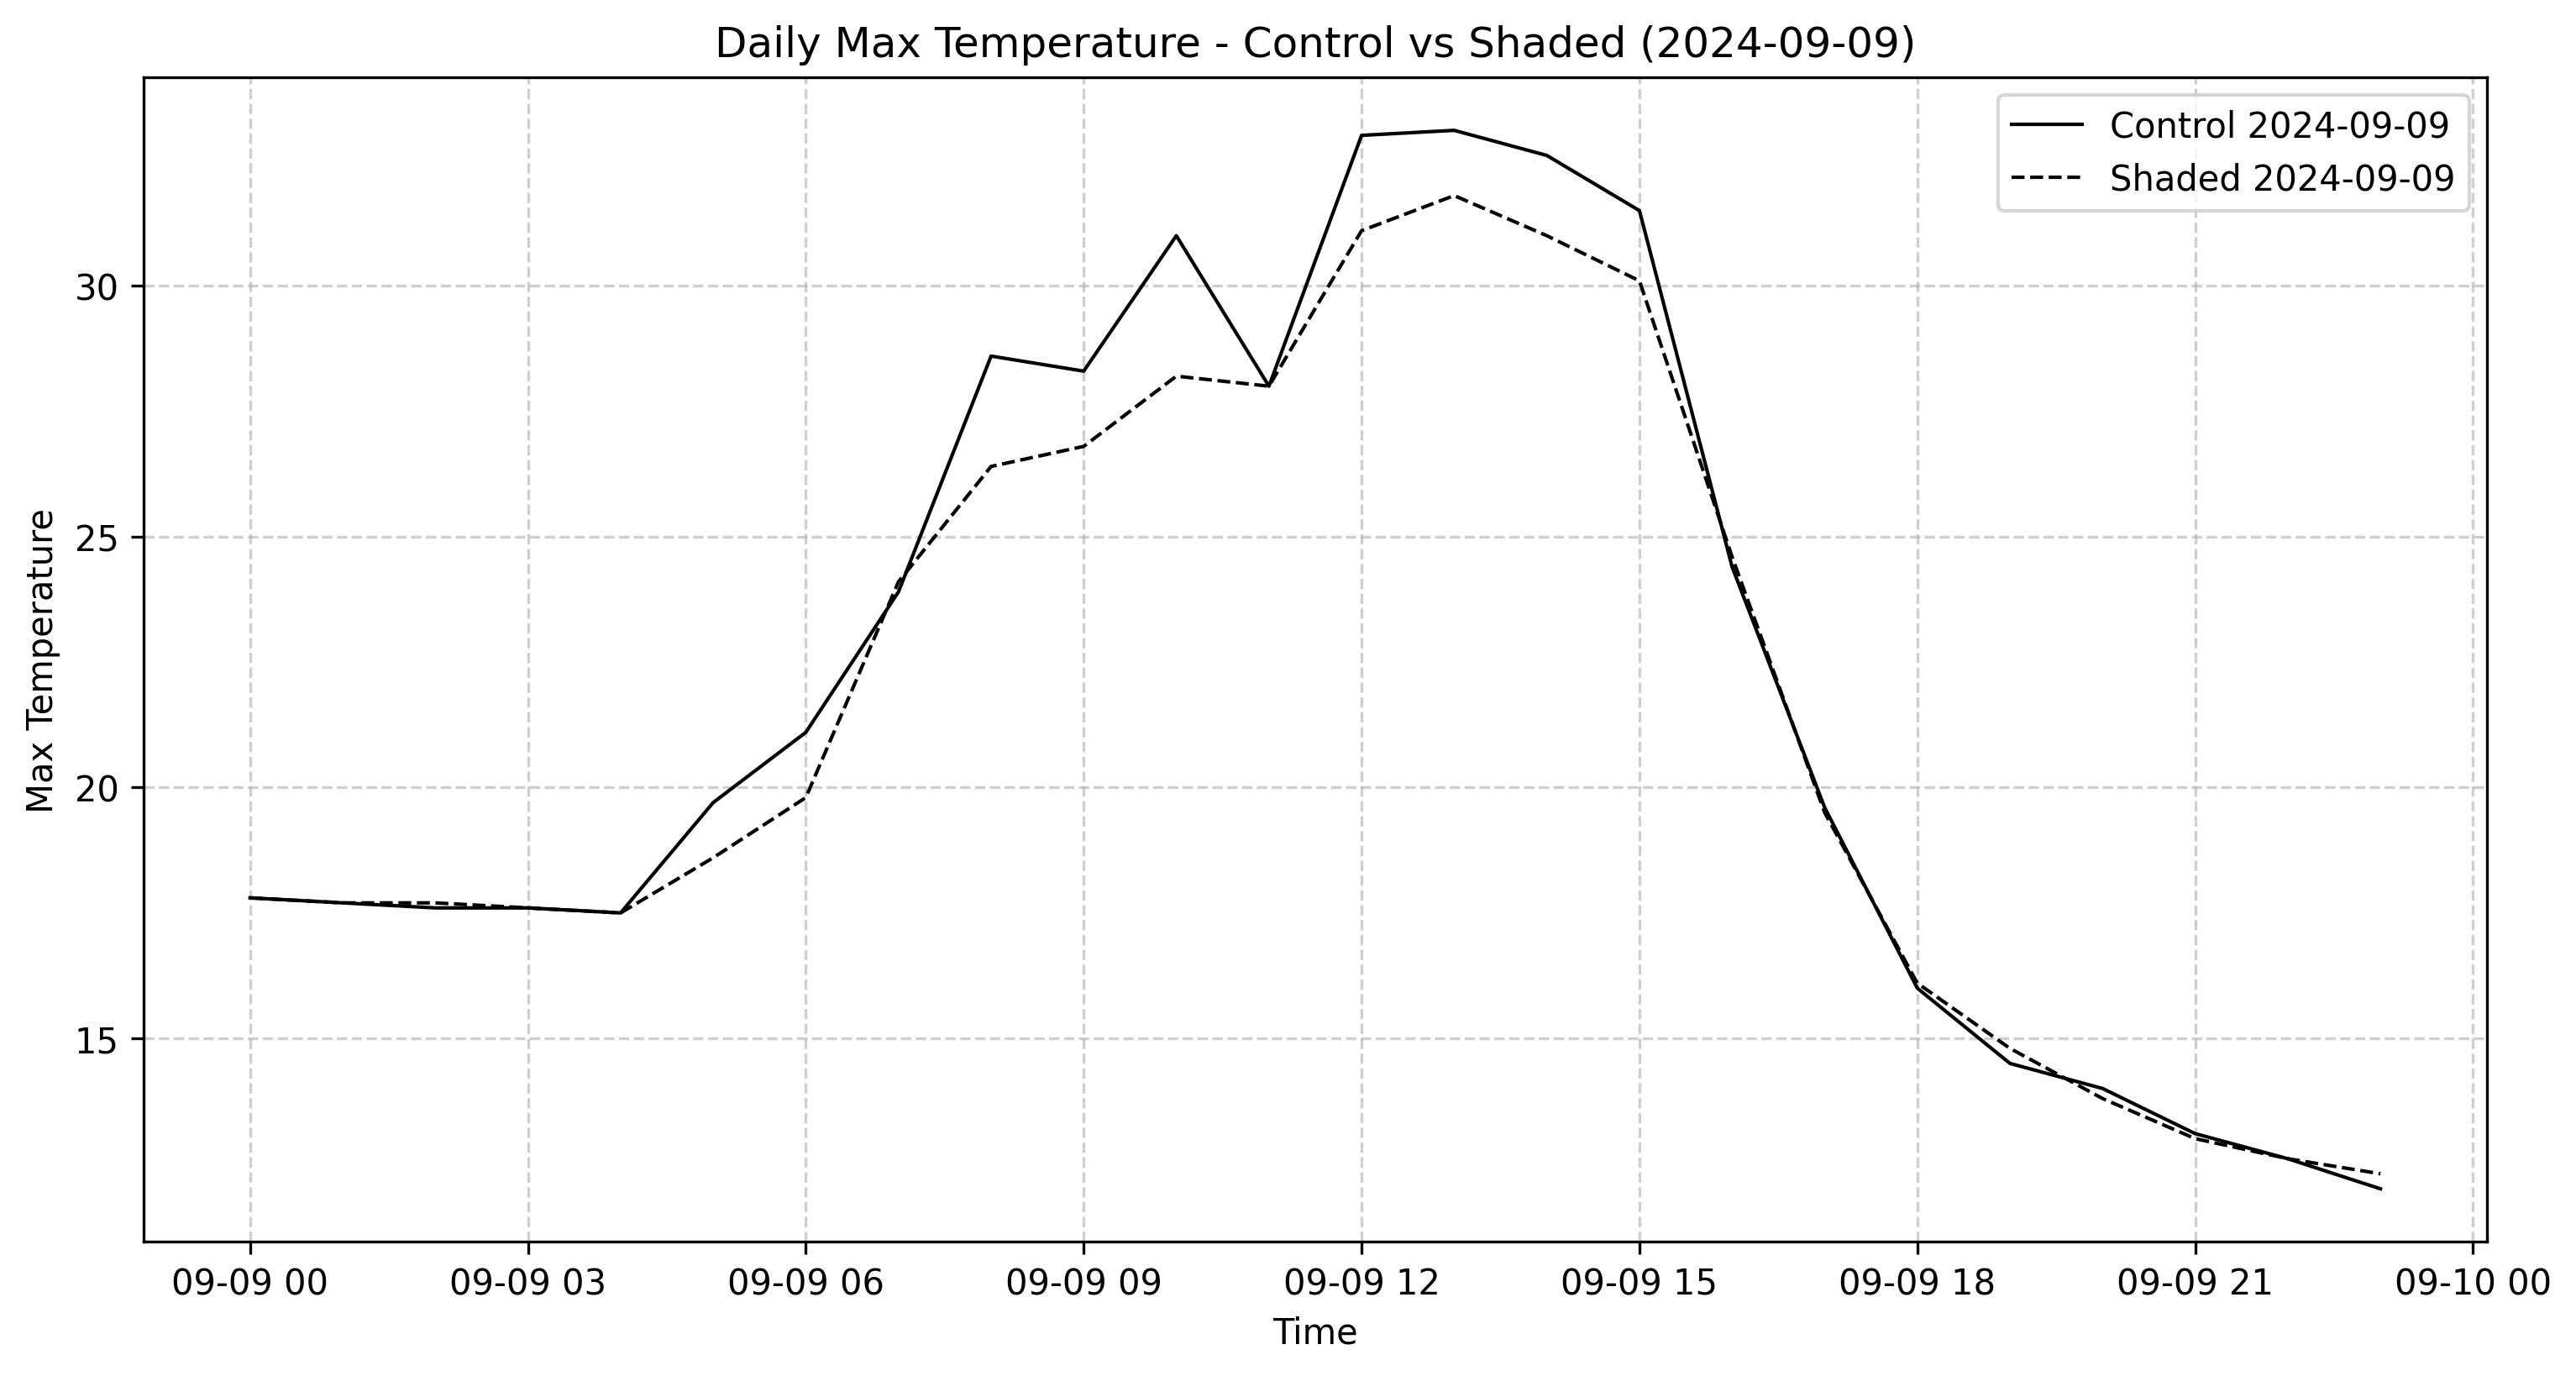 Daily Max Temperature - Control vs Shaded (2024-09-09)
Control 2024-09-09
Shaded 2024-09-09
Max Temperature
30
25
20
15
09-09 00
09-09 03
09-09 06
09-09 09
09-09 12
09-09 15
09-09 18
09-09 21
09-10 00
Time